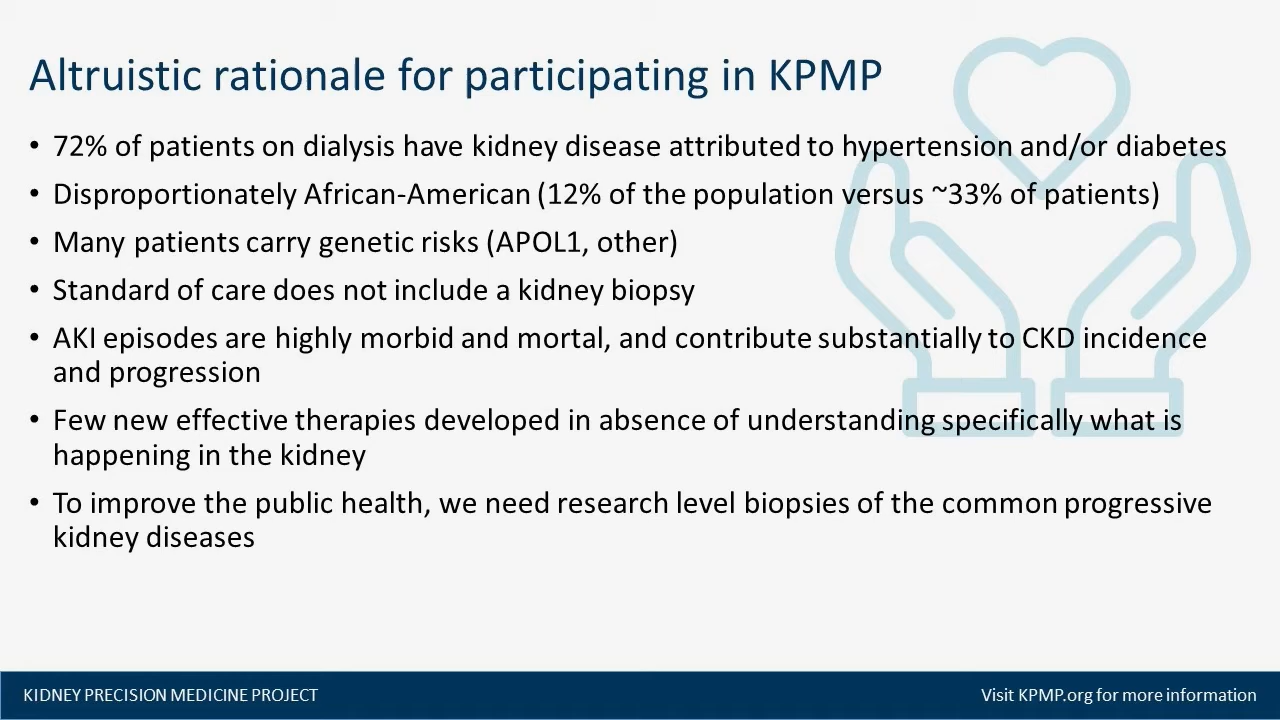 Altruistic rationale for participating in KPMP
• 72% of patients on dialysis have kidney disease attributed to hypertension and/or diabetes
• Disproportionately African-American (12% of the population versus ~33% of patients)
• Many patients carry genetic risks (APOL1, other)
• Standard of care does not include a kidney biopsy
• AKI episodes are highly morbid and mortal, and contribute substantially to CKD incidence
and progression
• Few new effective therapies developed in absence of understanding specifically what is
happening in the kidney
• To improve the public health, we need research level biopsies of the common progressive
kidney diseases
KIDNEY PRECISION MEDICINE PROJECT
Visit KPMP.org for more information